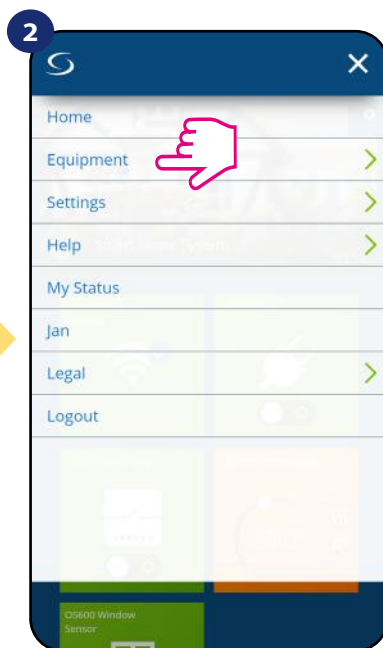 2
Home
Equipment
Settings
Help
My Status
Jan
Legal
Logout
OS600 Window
Sensor